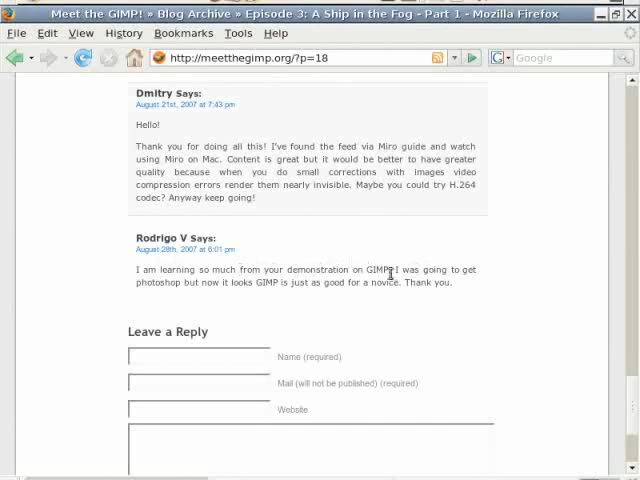 Meet the GIMP! » Blog Archive » Episode 3: A Ship in the Fog - Part 1 - Mozilla Firefox
File Edit View History Bookmarks Tools Help
http://meetthegimp.org/?p=18
Google
Dmitry Says:
August 21st, 2007 at 7:43 pm
Hello!
Thank you for doing all this! I've found the feed via Miro guide and watch
using Miro on Mac. Content is great but it would be better to have greater
quality because when you do small corrections with images video
compression errors render them nearly invisible. Maybe you could try H.264
codec? Anyway keep going!
Rodrigo V Says:
August 28th, 2007 at 6:01 pm
I am learning so much from your demonstration on GIMP. I was going to get
photoshop but now it looks GIMP is just as good for a novice. Thank you.
Leave a Reply
Name (required)
Mail (will not be published) (required)
Website